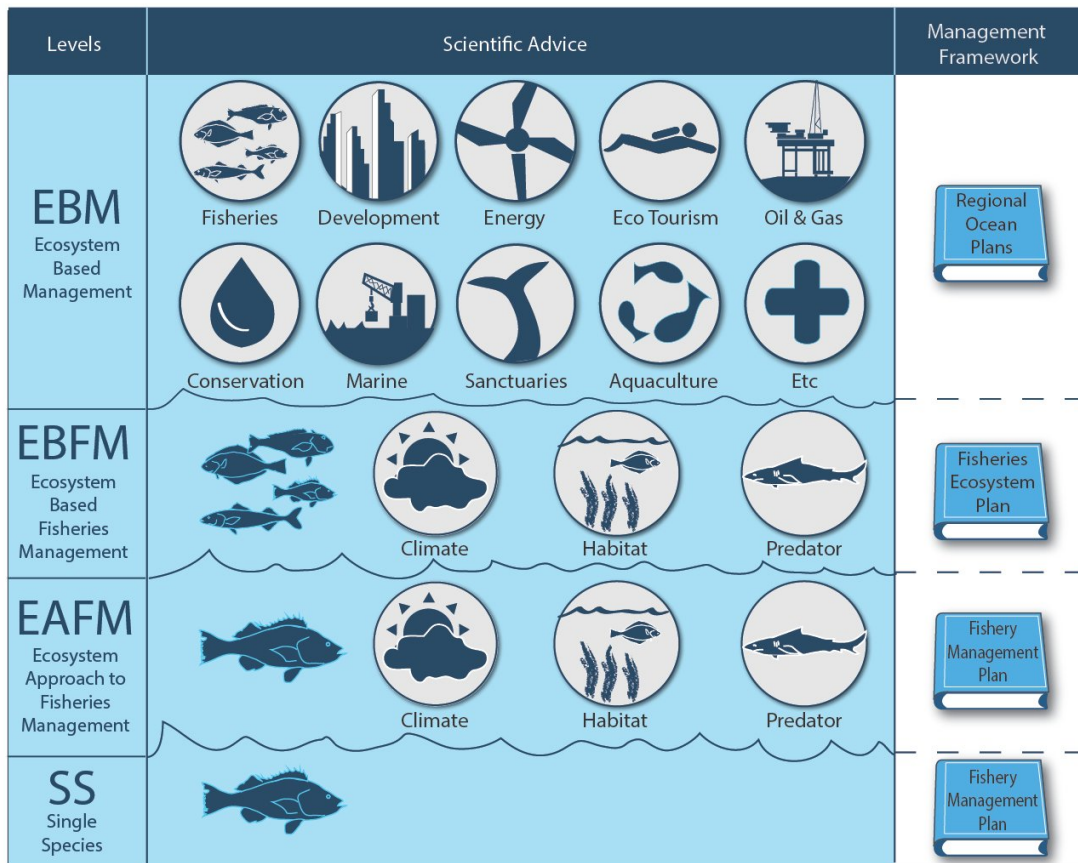 Levels
Scientific Advice
Management
Framework
EBM
Ecosystem
Based
Management
Fisheries
Development
Energy
Eco Tourism
Oil & Gas
Conservation
Marine
Sanctuaries
Aquaculture
Etc
Regional
Ocean
Plans
EBFM
Ecosystem
Based
Fisheries
Management
Climate
Habitat
Predator
Fisheries
Ecosystem
Plan
EAFM
Ecosystem
Approach to
Fisheries
Management
Climate
Habitat
Predator
Fishery
Management
Plan
SS
Single
Species
Fishery
Management
Plan